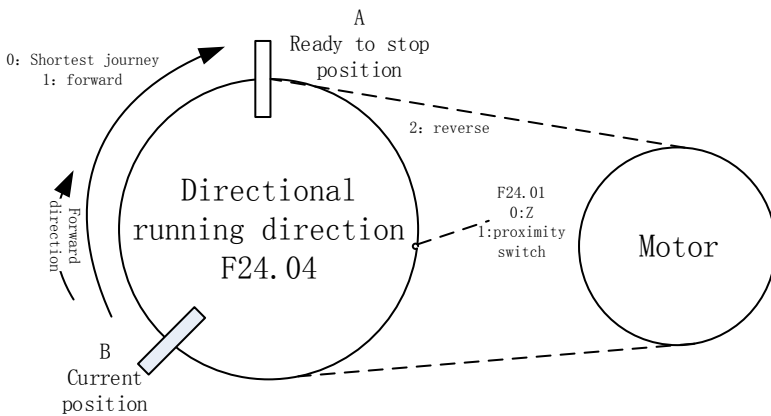 A
Ready to stop
position
0: Shortest journey
1: forward
2: reverse
Forward
direction
Directional
running direction
F24.04
F24.01
0:Z
1:proximity
switch
Motor
B
Current
position